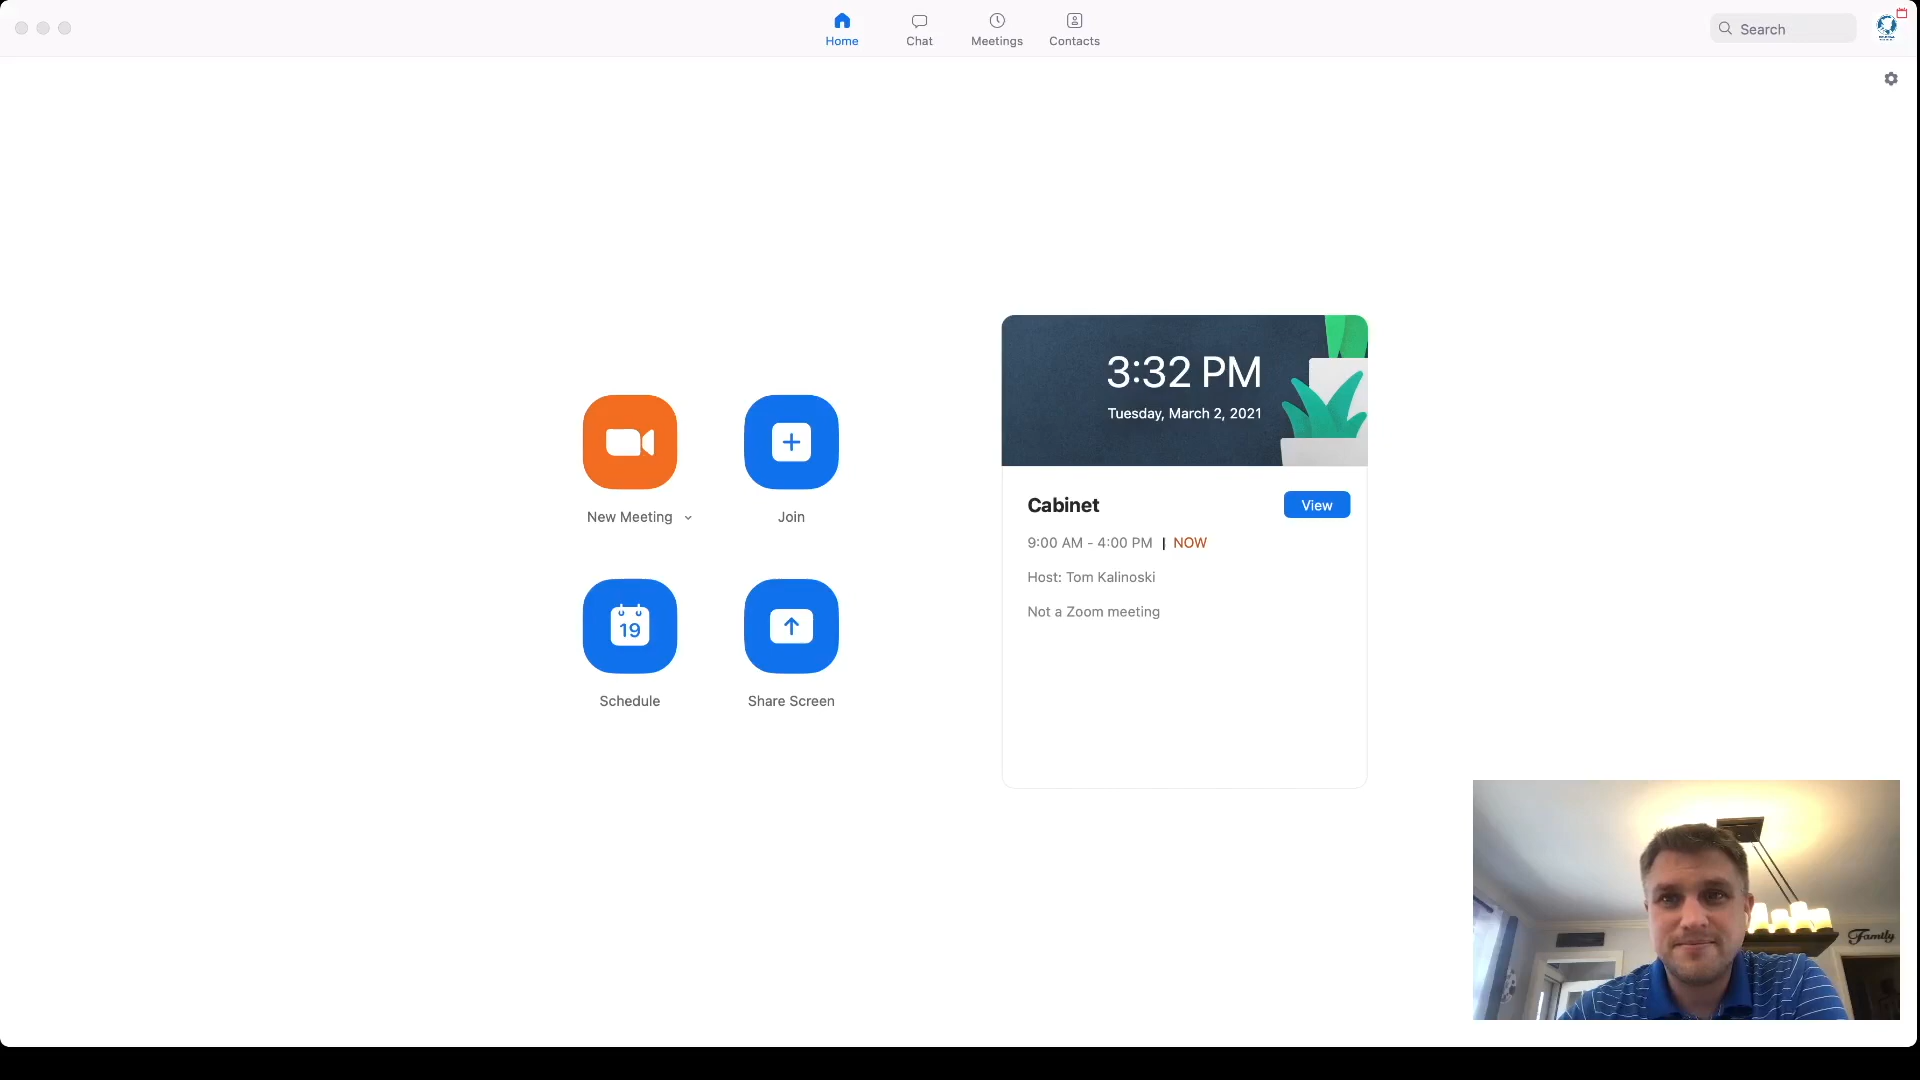 Home
Chat
Meetings
Contacts
Search
3:32 PM
Tuesday, March 2, 2021
New Meeting
Join
19
Schedule
Share Screen
Cabinet
View
9:00 AM - 4:00 PM | NOW
Host: Tom Kalinoski
Not a Zoom meeting
Family